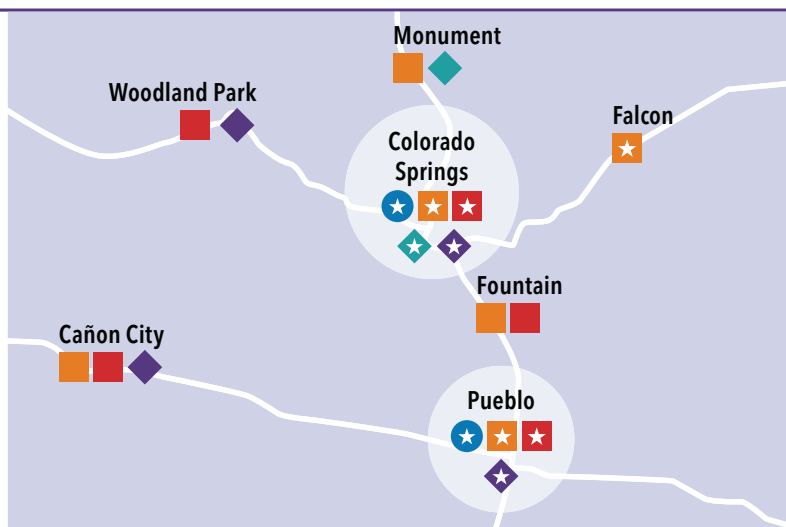 Monument
Woodland Park
Falcon
Colorado
Springs
Fountain
Cañon City
Pueblo